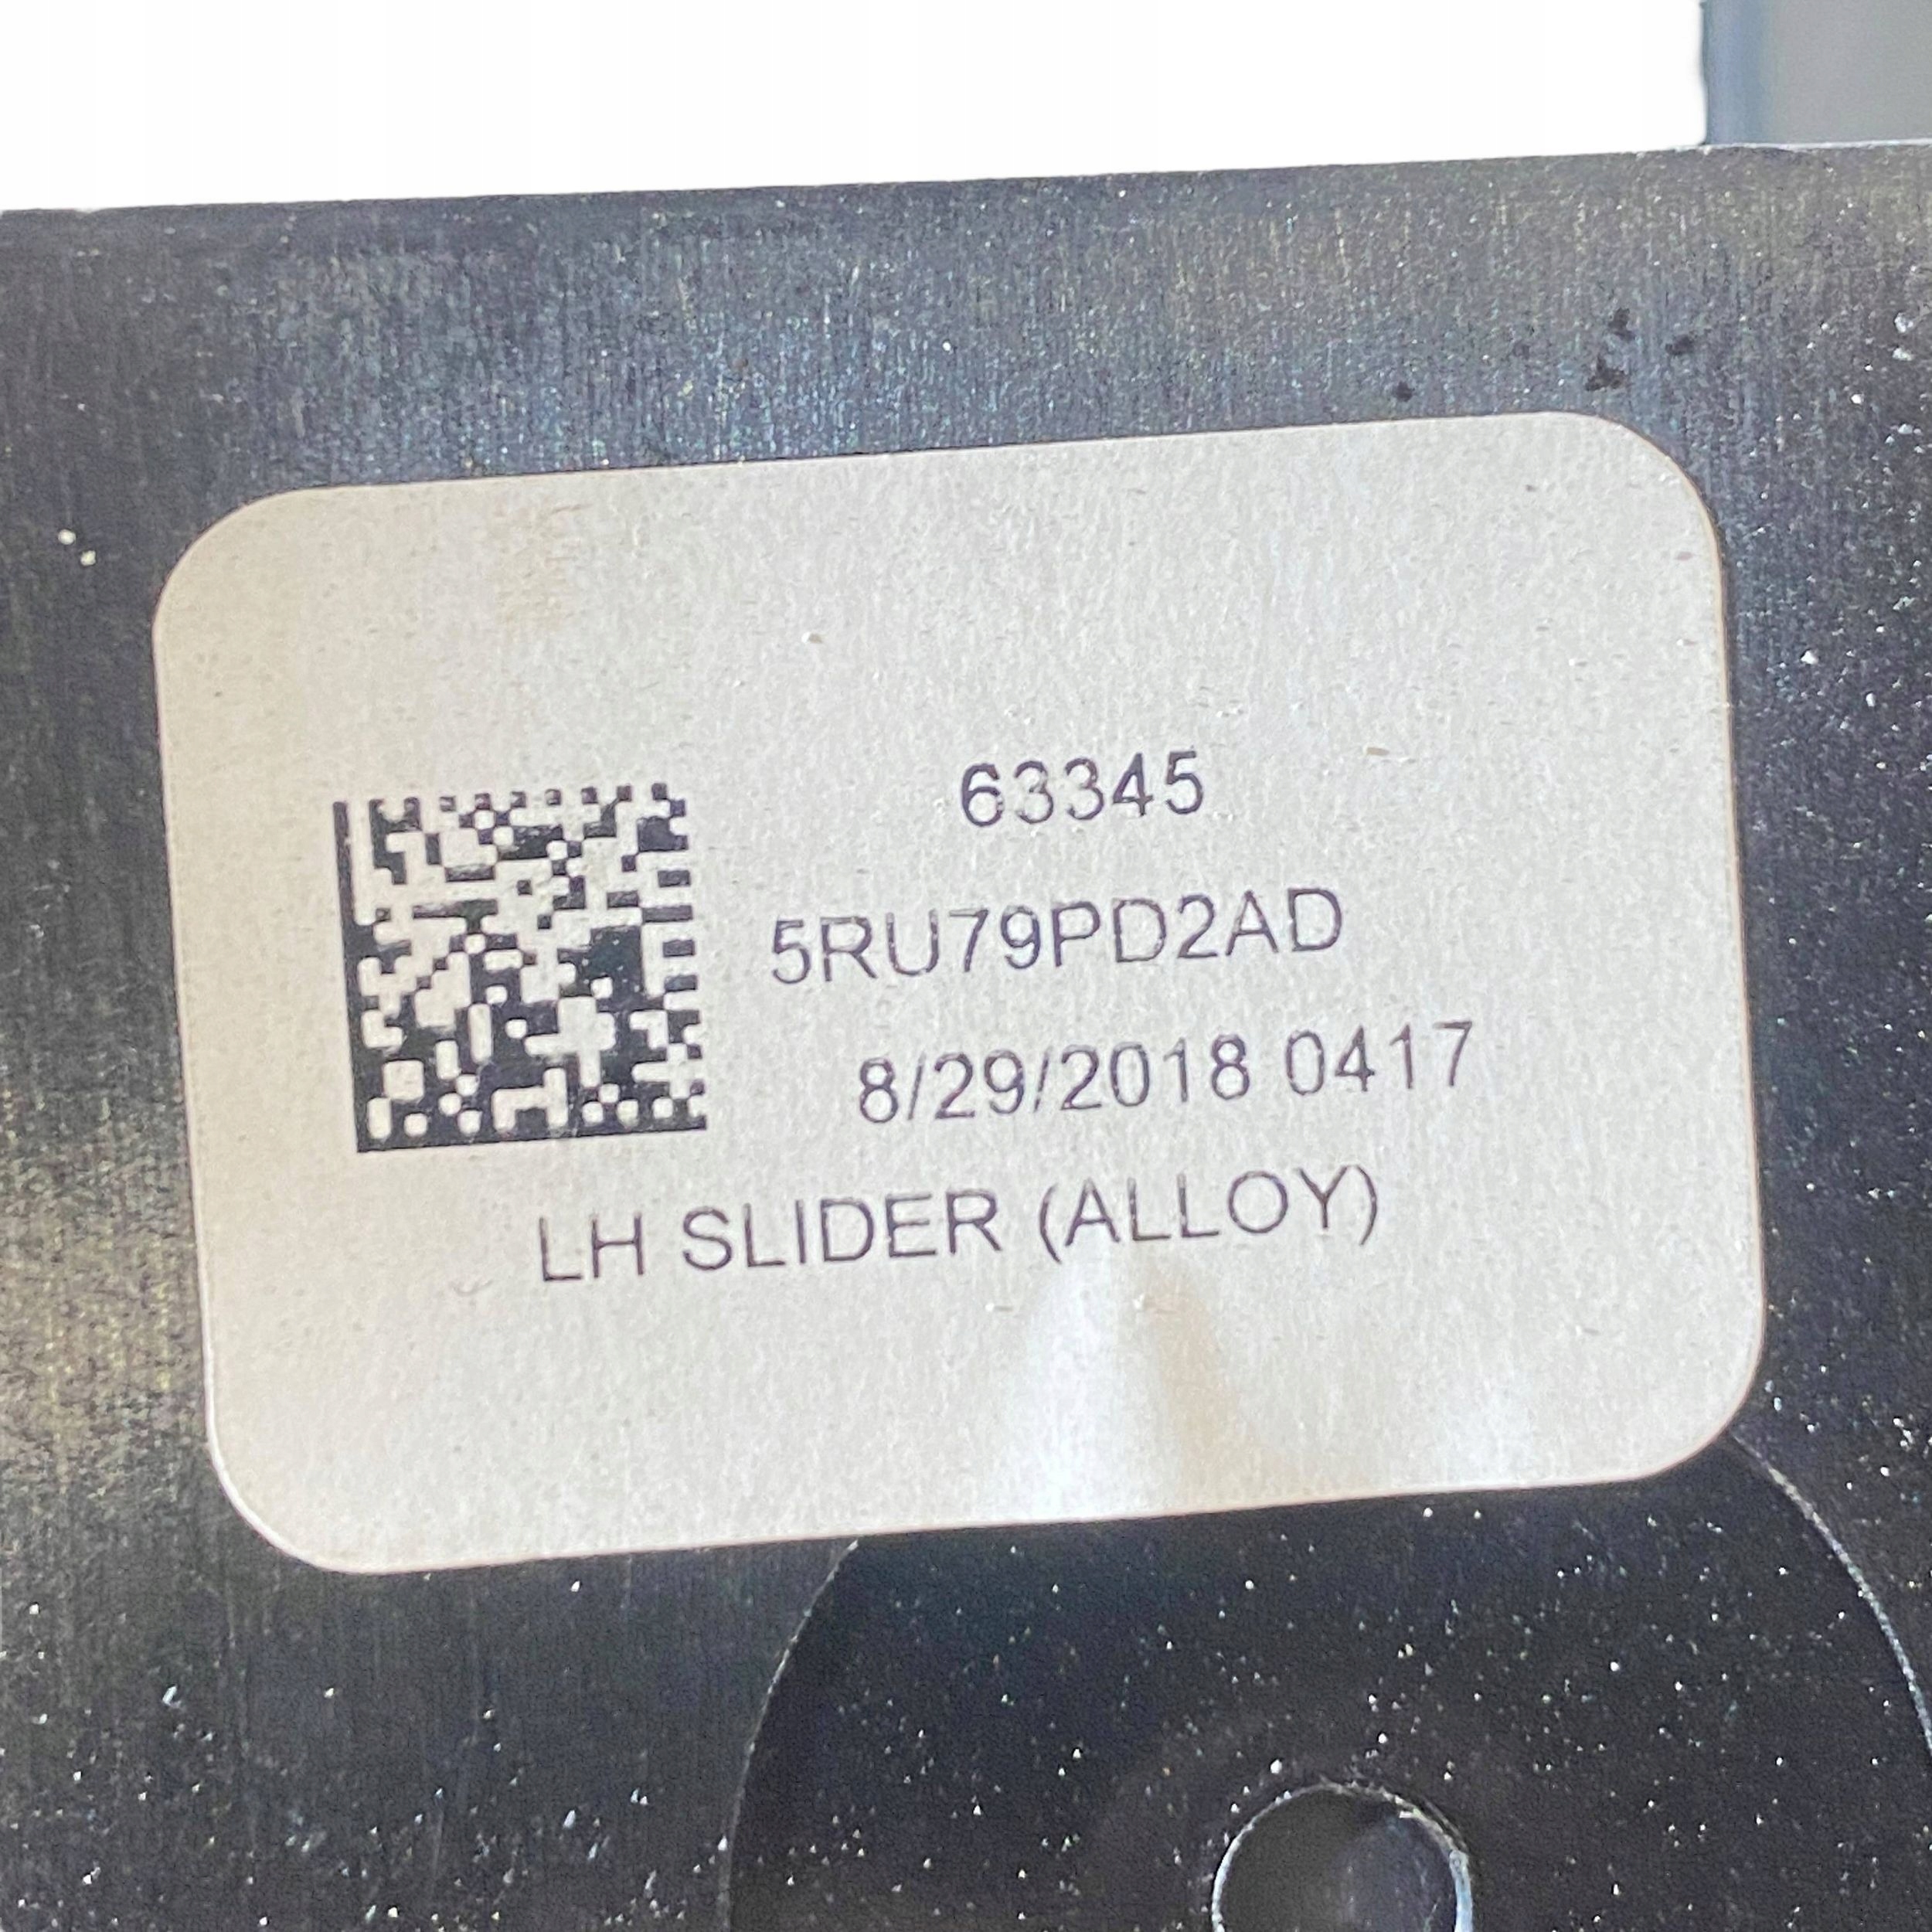 63345
5RU79PD2AD
8/29/2018 0417
LH SLIDER (ALLOY)